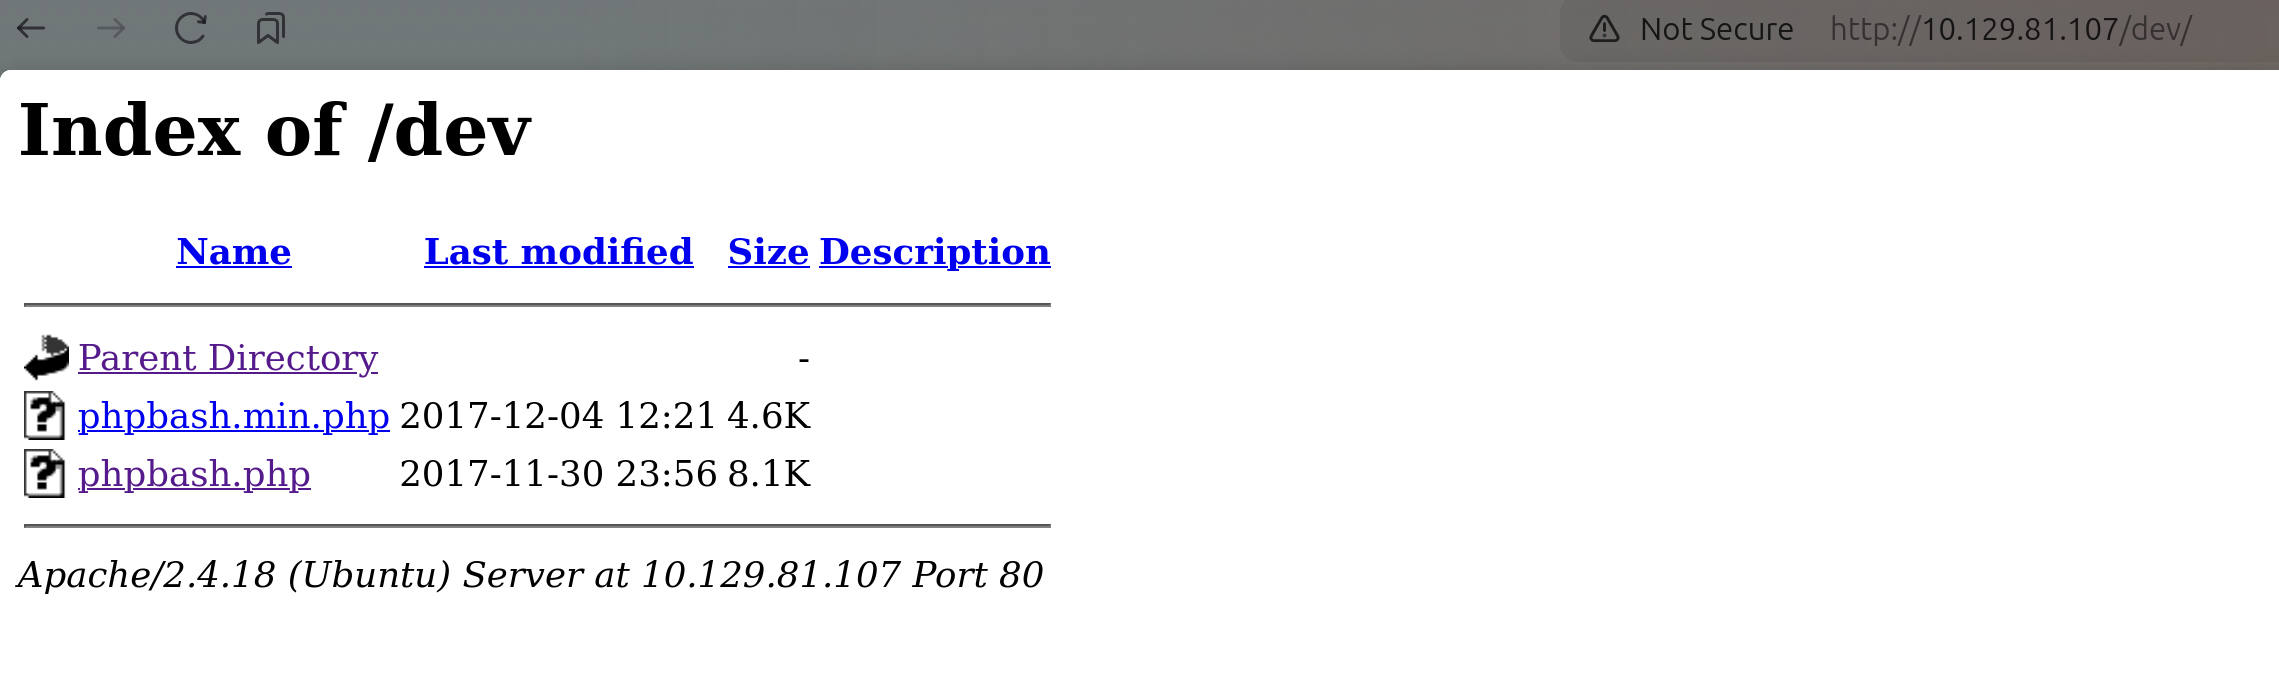 Not Secure http://10.129.81.107/dev/
Index of /dev
Name Last modified Size Description
Parent Directory -
phpbash.min.php 2017-12-04 12:21 4.6K
phpbash.php 2017-11-30 23:56 8.1K
Apache/2.4.18 (Ubuntu) Server at 10.129.81.107 Port 80